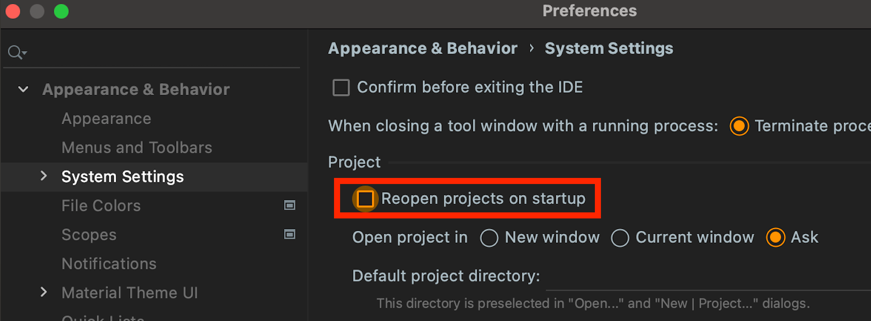 Preferences
Appearance & Behavior › System Settings
Appearance & Behavior
Confirm before exiting the IDE
Appearance
When closing a tool window with a running process: Terminate proce
Menus and Toolbars
Project
System Settings
Reopen projects on startup
File Colors
Scopes
Open project in New window Current window Ask
Notifications
Default project directory:
Material Theme UI
This directory is preselected in "Open..." and "New | Project..." dialogs.
Quick Lists